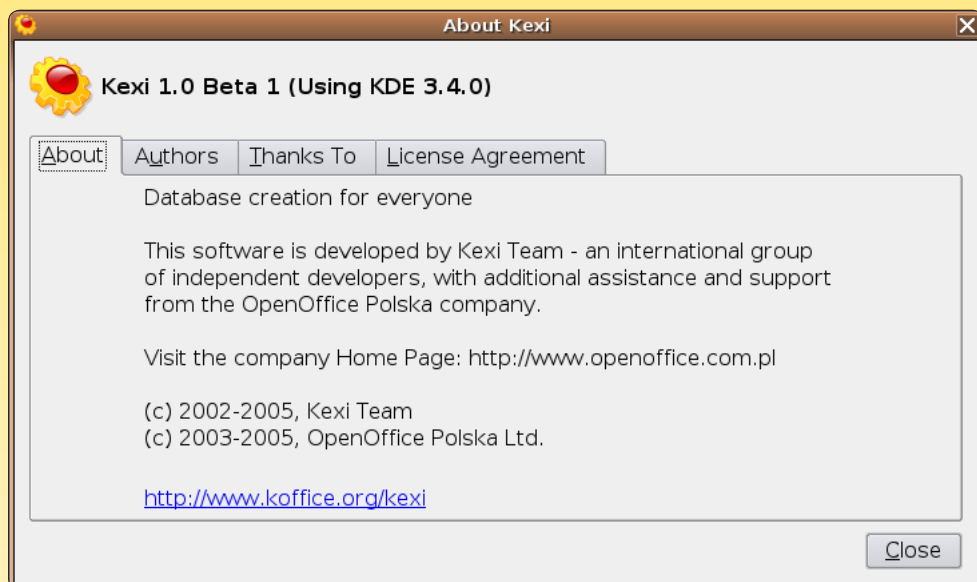 About Kexi
Kexi 1.0 Beta 1 (Using KDE 3.4.0)
About
Authors
Thanks To
License Agreement
Database creation for everyone
This software is developed by Kexi Team - an international group
of independent developers, with additional assistance and support
from the OpenOffice Polska company.
Visit the company Home Page: http://www.openoffice.com.pl
(c) 2002-2005, Kexi Team
(c) 2003-2005, OpenOffice Polska Ltd.
http://www.koffice.org/kexi
Close